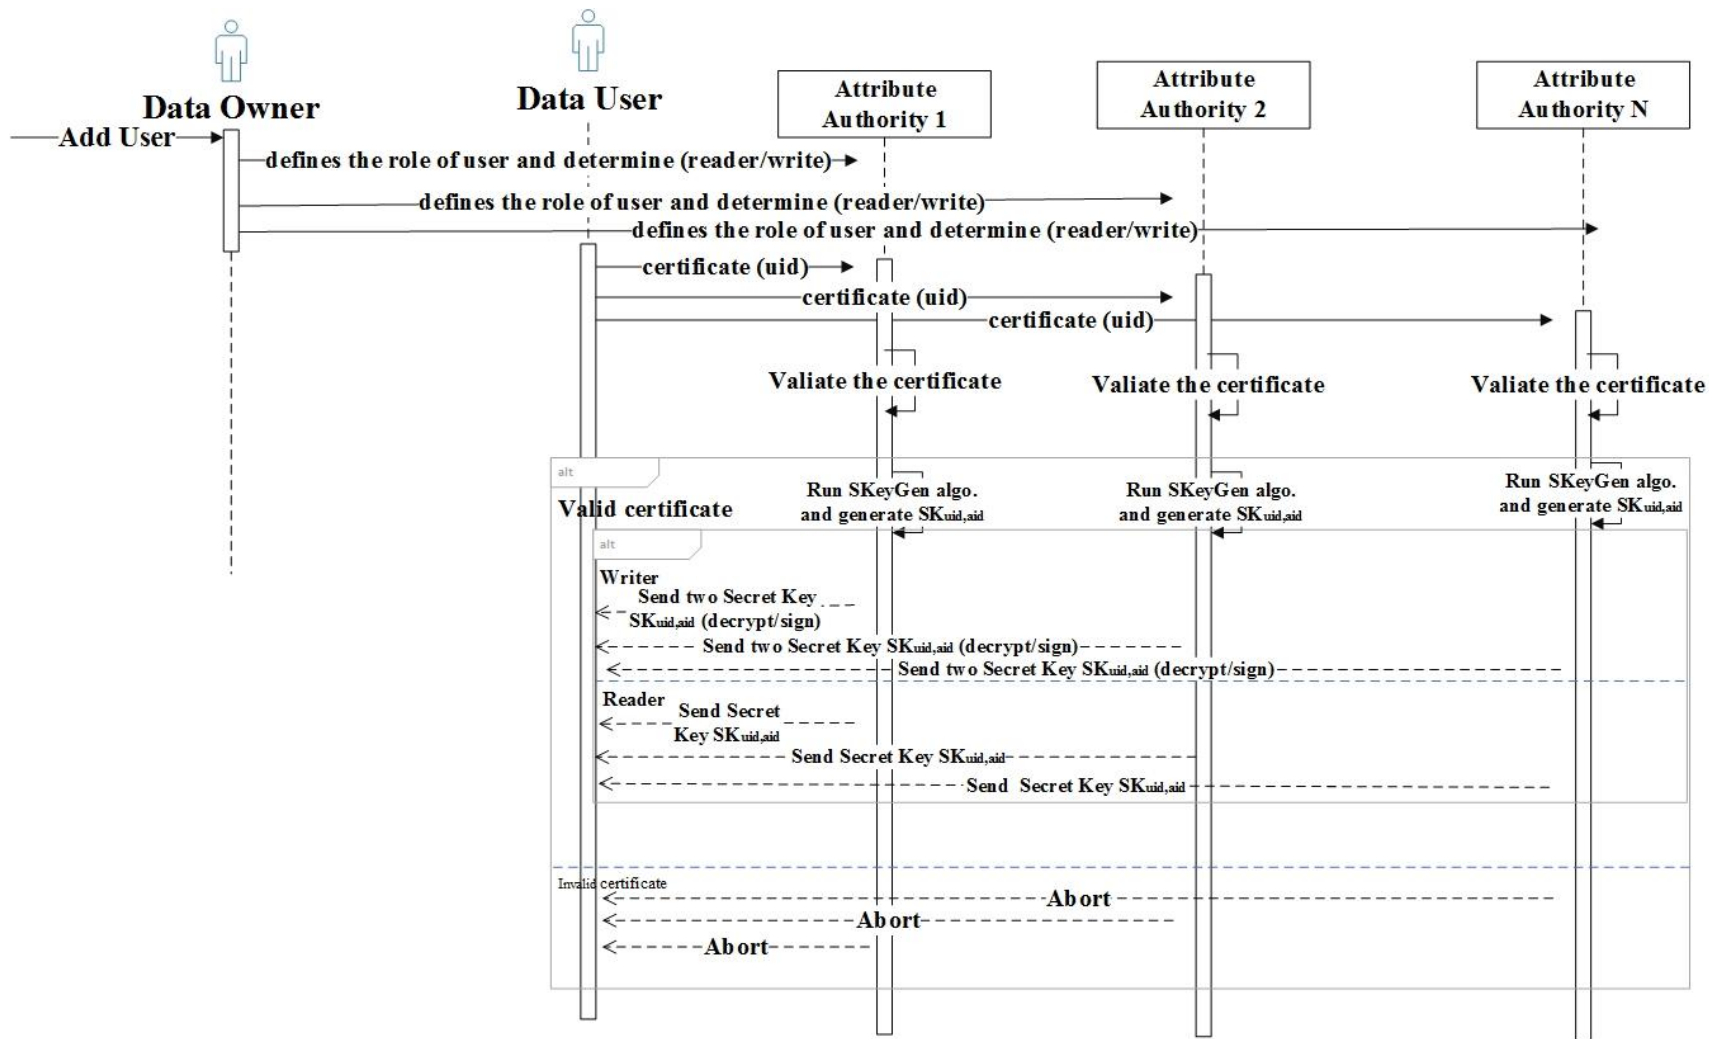 Data Owner
Data User
Attribute
Authority 1
Attribute
Authority 2
Attribute
Authority N
Add User
defines the role of user and determine (reader/write)
defines the role of user and determine (reader/write)
defines the role of user and determine (reader/write)
certificate (uid)
certificate (uid)
certificate (uid)
Valiate the certificate
Valiate the certificate
Valiate the certificate
alt
Valid certificate
Run SKeyGen algo.
and generate SKuid,aid
Run SKeyGen algo.
and generate SKuid,aid
Run SKeyGen algo.
and generate SKuid,aid
alt
Writer
Send two Secret Key
SKuid,aid (decrypt/sign)
Send two Secret Key SKuid,aid (decrypt/sign)
Send two Secret Key SKuid,aid (decrypt/sign)
Reader
Send Secret
Key SKuid,aid
Send Secret Key SKuid,aid
Send Secret Key SKuid,aid
Invalid certificate
Abort
Abort
Abort